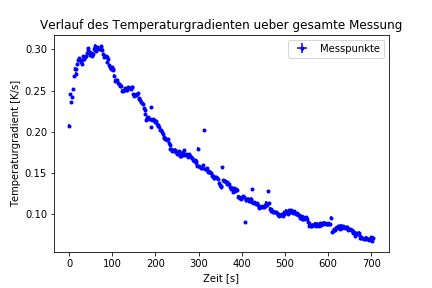 Verlauf des Temperaturgradienten ueber gesamte Messung
Messpunkte
Temperaturgradient [K/s]
0.30
0.25
0.20
0.15
0.10
0 100 200 300 400 500 600 700
Zeit [s]